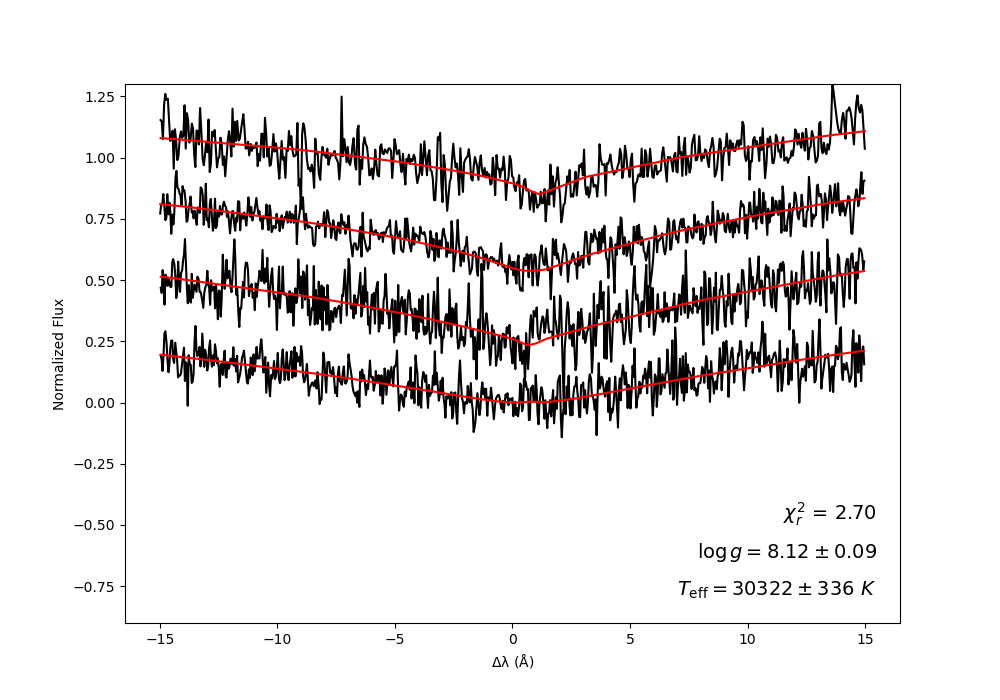 1.25
1.00
0.75
0.50
0.25
0.00
−0.25
−0.50
−0.75
Normalized Flux
χ²ᵣ = 2.70
log g = 8.12 ± 0.09
T_eff = 30322 ± 336 K
−15 −10 −5 0 5 10 15
Δλ (Å)